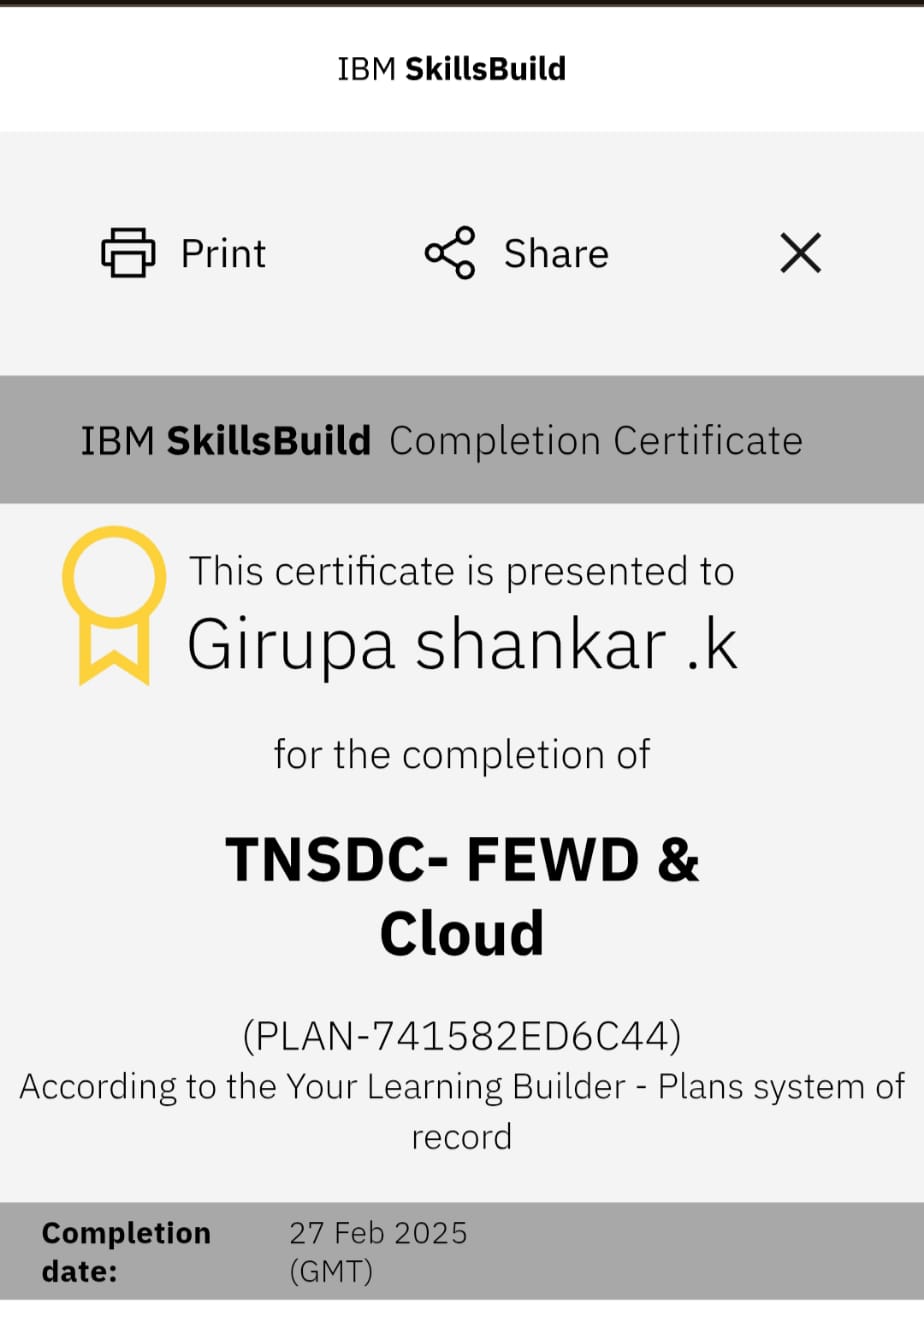 IBM SkillsBuild
Print
Share
IBM SkillsBuild Completion Certificate
This certificate is presented to
Girupa shankar .k
for the completion of
TNSDC- FEWD &
Cloud
(PLAN-741582ED6C44)
According to the Your Learning Builder - Plans system of
record
Completion 27 Feb 2025
date: (GMT)